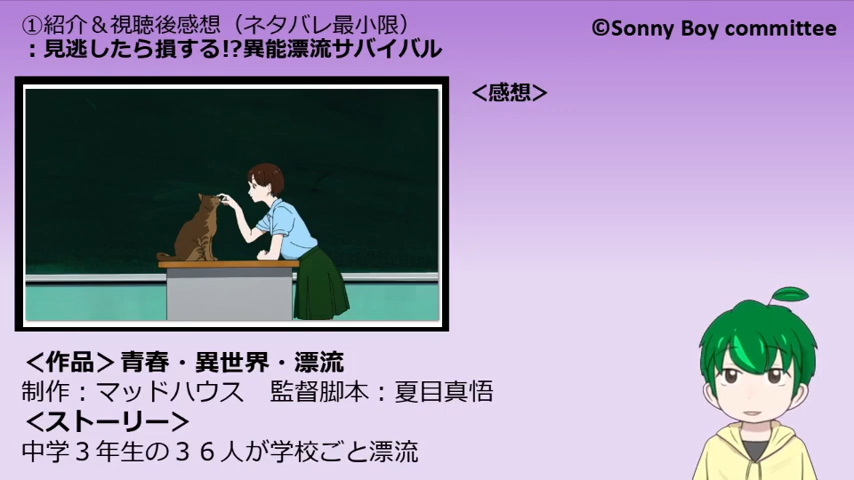 ①紹介＆視聴後感想（ネタバレ最小限）
：見逃したら損する!?異能漂流サバイバル
©Sonny Boy committee
＜感想＞
＜作品＞青春・異世界・漂流
制作：マッドハウス　監督脚本：夏目真悟
＜ストーリー＞
中学３年生の３６人が学校ごと漂流